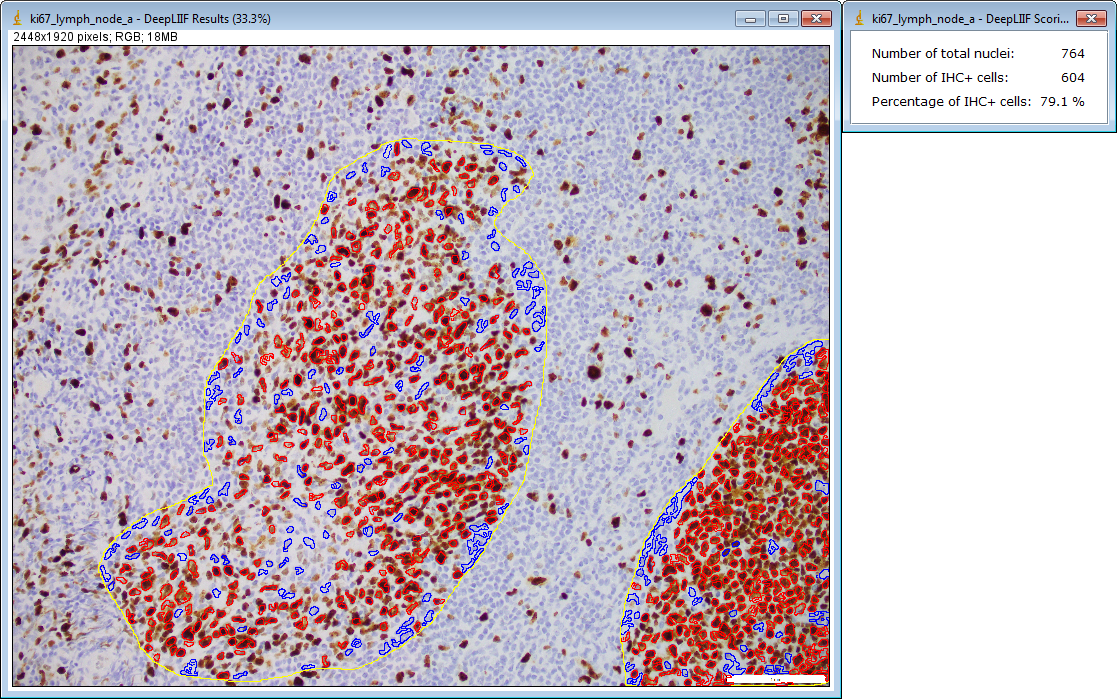 ki67_lymph_node_a - DeepLIIF Results (33.3%)
2448x1920 pixels; RGB; 18MB
ki67_lymph_node_a - DeepLIIF Scori...
Number of total nuclei: 764
Number of IHC+ cells: 604
Percentage of IHC+ cells: 79.1 %